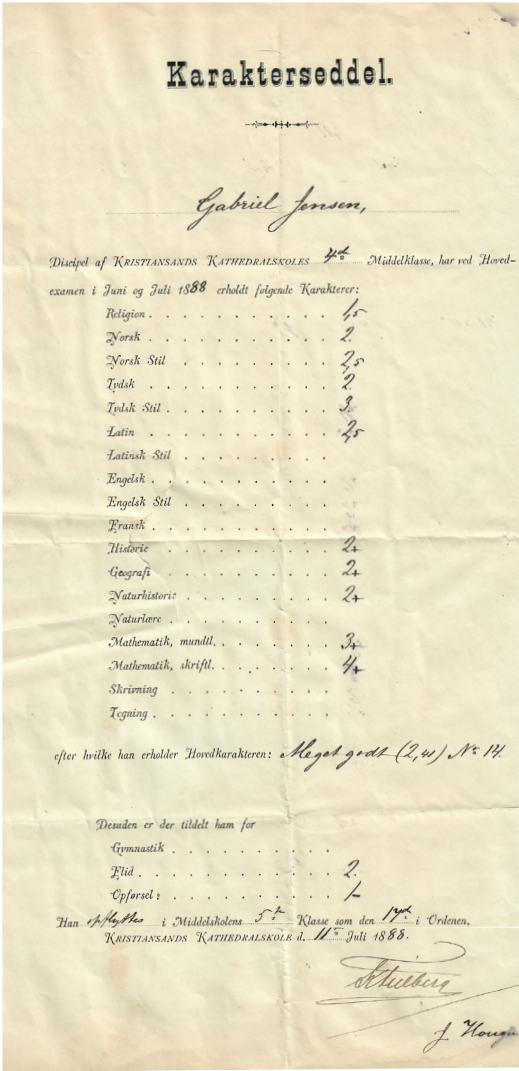 Karakterseddel.
Gabriel Jensen,
Discipel af KRISTIANSANDS KATHEDRALSKOLES 4de Middelklasse, har ved Hoved-
examen i Juni og Juli 1888 erholdt følgende Karakterer:
Religion . . . . . . . . . . . 1,5
Norsk . . . . . . . . . . . 2.
Norsk Stil . . . . . . . . . . 2,5
Tydsk . . . . . . . . . . . 2.
Tydsk Stil . . . . . . . . . . 3.
Latin . . . . . . . . . . . 2,5
Latinsk Stil . . . . . . . . .
Engelsk . . . . . . . . . . .
Engelsk Stil . . . . . . . . .
Fransk . . . . . . . . . . .
Historie . . . . . . . . . . 2+
Geografi . . . . . . . . . . 2+
Naturhistorie . . . . . . . . . 2+
Naturlære . . . . . . . . . .
Mathematik, mundtl. . . . . . . . 3+
Mathematik, skriftl. . . . . . . . 4+
Skrivning . . . . . . . . . .
Tegning . . . . . . . . . . .
efter hvilke han erholder Hovedkarakteren: Meget godt (2,41) No 14.
Desuden er der tildelt ham for
Gymnastik . . . . . . . . . .
Flid . . . . . . . . . . . 2.
Opførsel: . . . . . . . . . . 1-
Han opflyttes i Middelskolens 5te Klasse som den 17de i Ordenen.
KRISTIANSANDS KATHEDRALSKOLE d. 11te Juli 1888.